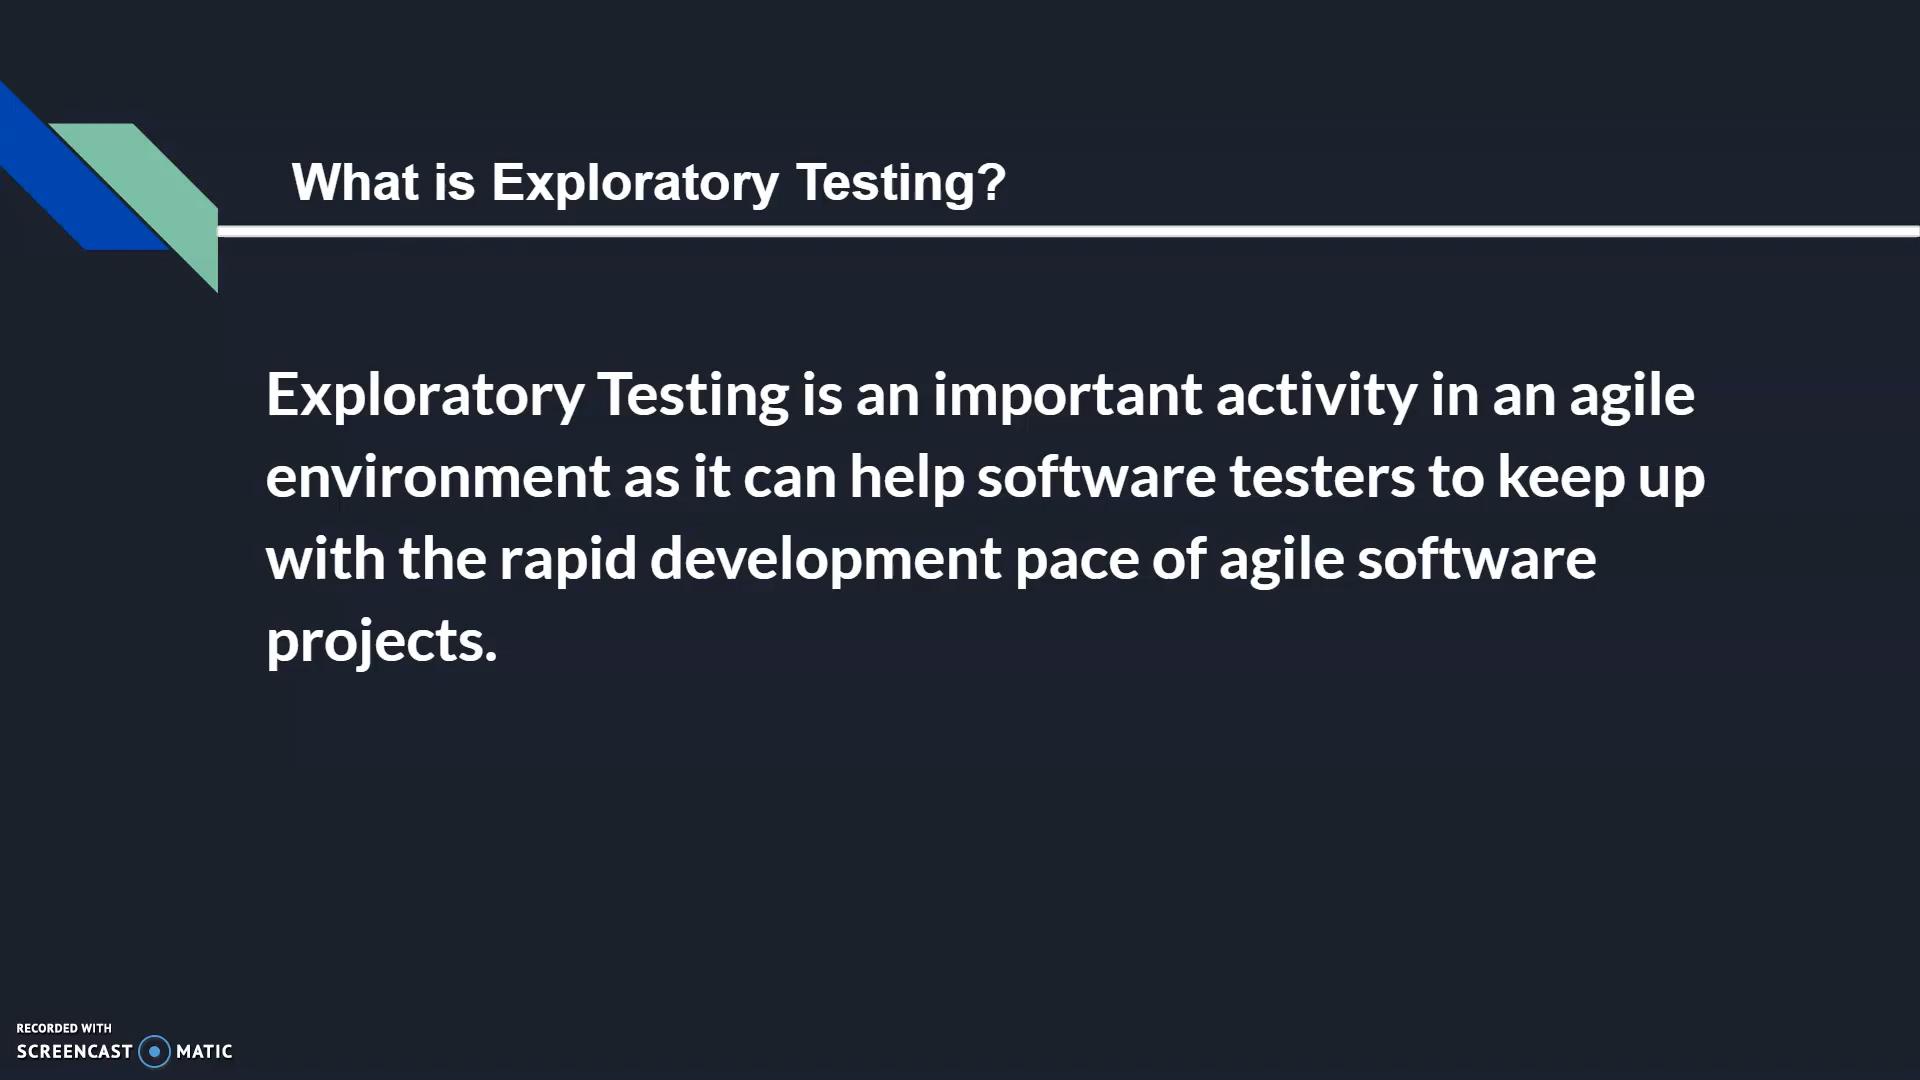 What is Exploratory Testing?
Exploratory Testing is an important activity in an agile
environment as it can help software testers to keep up
with the rapid development pace of agile software
projects.
RECORDED WITH
SCREENCAST MATIC